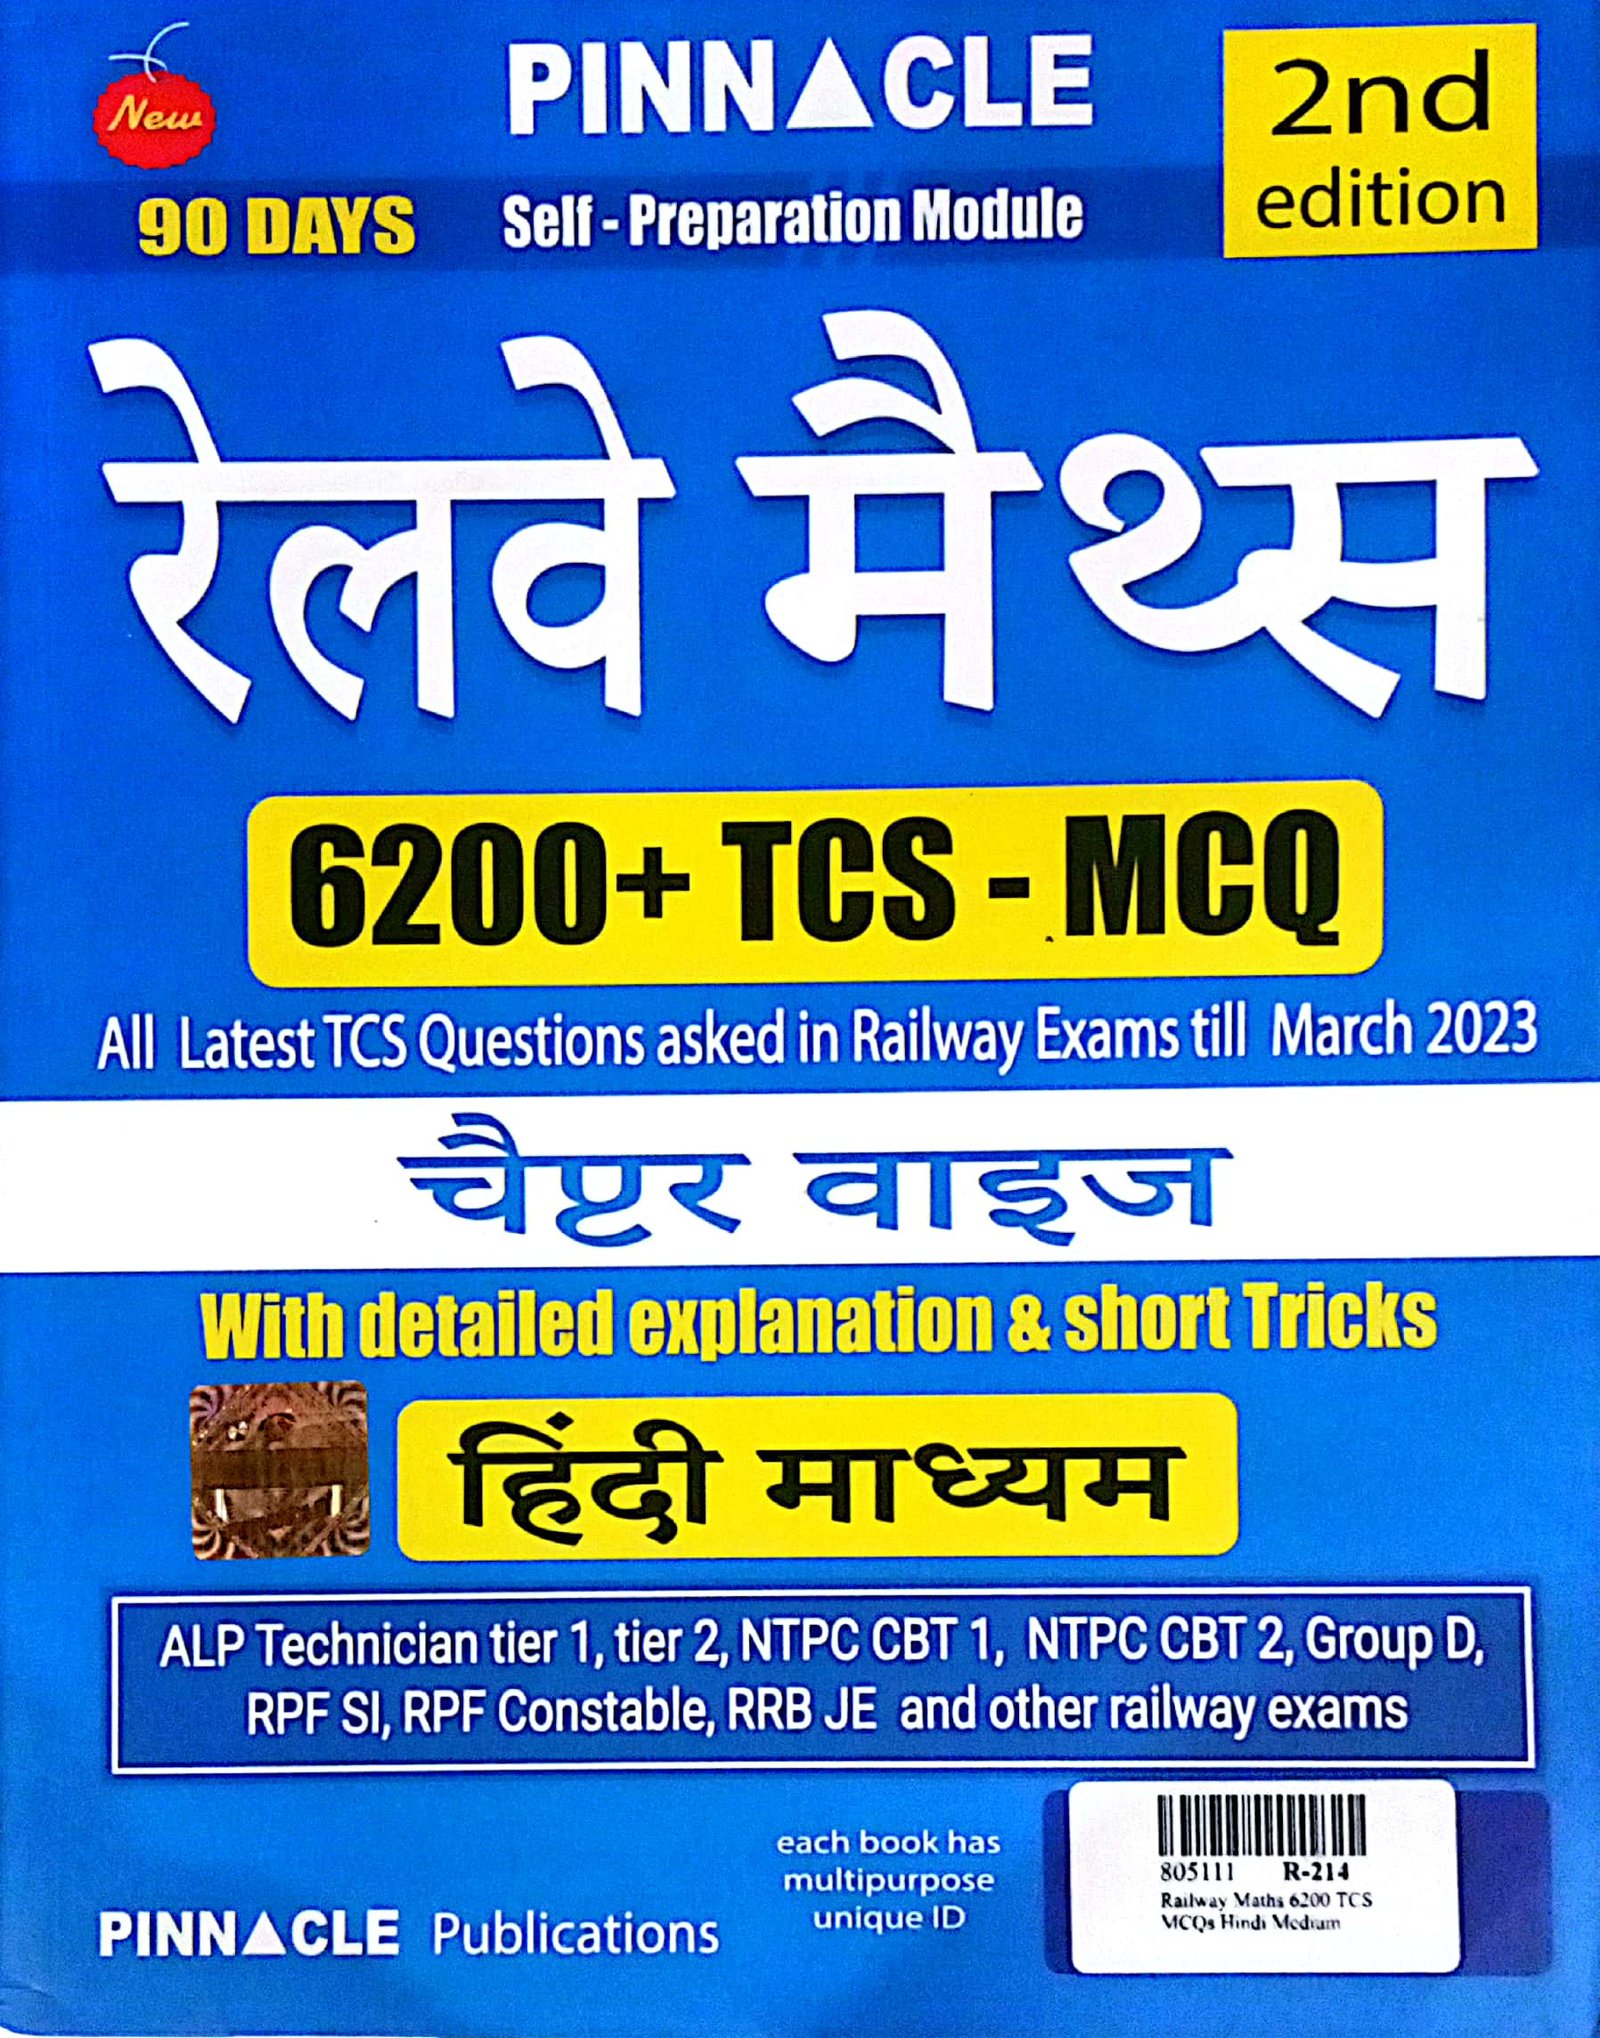 New
PINNACLE
2nd
edition
90 DAYS
Self - Preparation Module
रेलवे मैथ्स
6200+ TCS - MCQ
All Latest TCS Questions asked in Railway Exams till March 2023
चैप्टर वाइज
With detailed explanation & short Tricks
हिंदी माध्यम
ALP Technician tier 1, tier 2, NTPC CBT 1, NTPC CBT 2, Group D,
RPF SI, RPF Constable, RRB JE and other railway exams
each book has
multipurpose
unique ID
PINNACLE Publications
805111 R-214
Railway Maths 6200 TCS
MCQs Hindi Medium